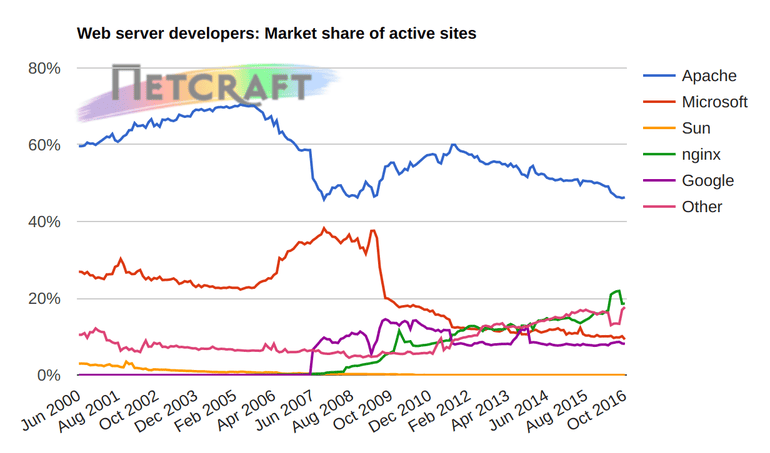 Web server developers: Market share of active sites
NETCRAFT
80%
60%
40%
20%
0%
Jun 2000
Aug 2001
Oct 2002
Dec 2003
Feb 2005
Apr 2006
Jun 2007
Aug 2008
Oct 2009
Dec 2010
Feb 2012
Apr 2013
Jun 2014
Aug 2015
Oct 2016
Apache
Microsoft
Sun
nginx
Google
Other